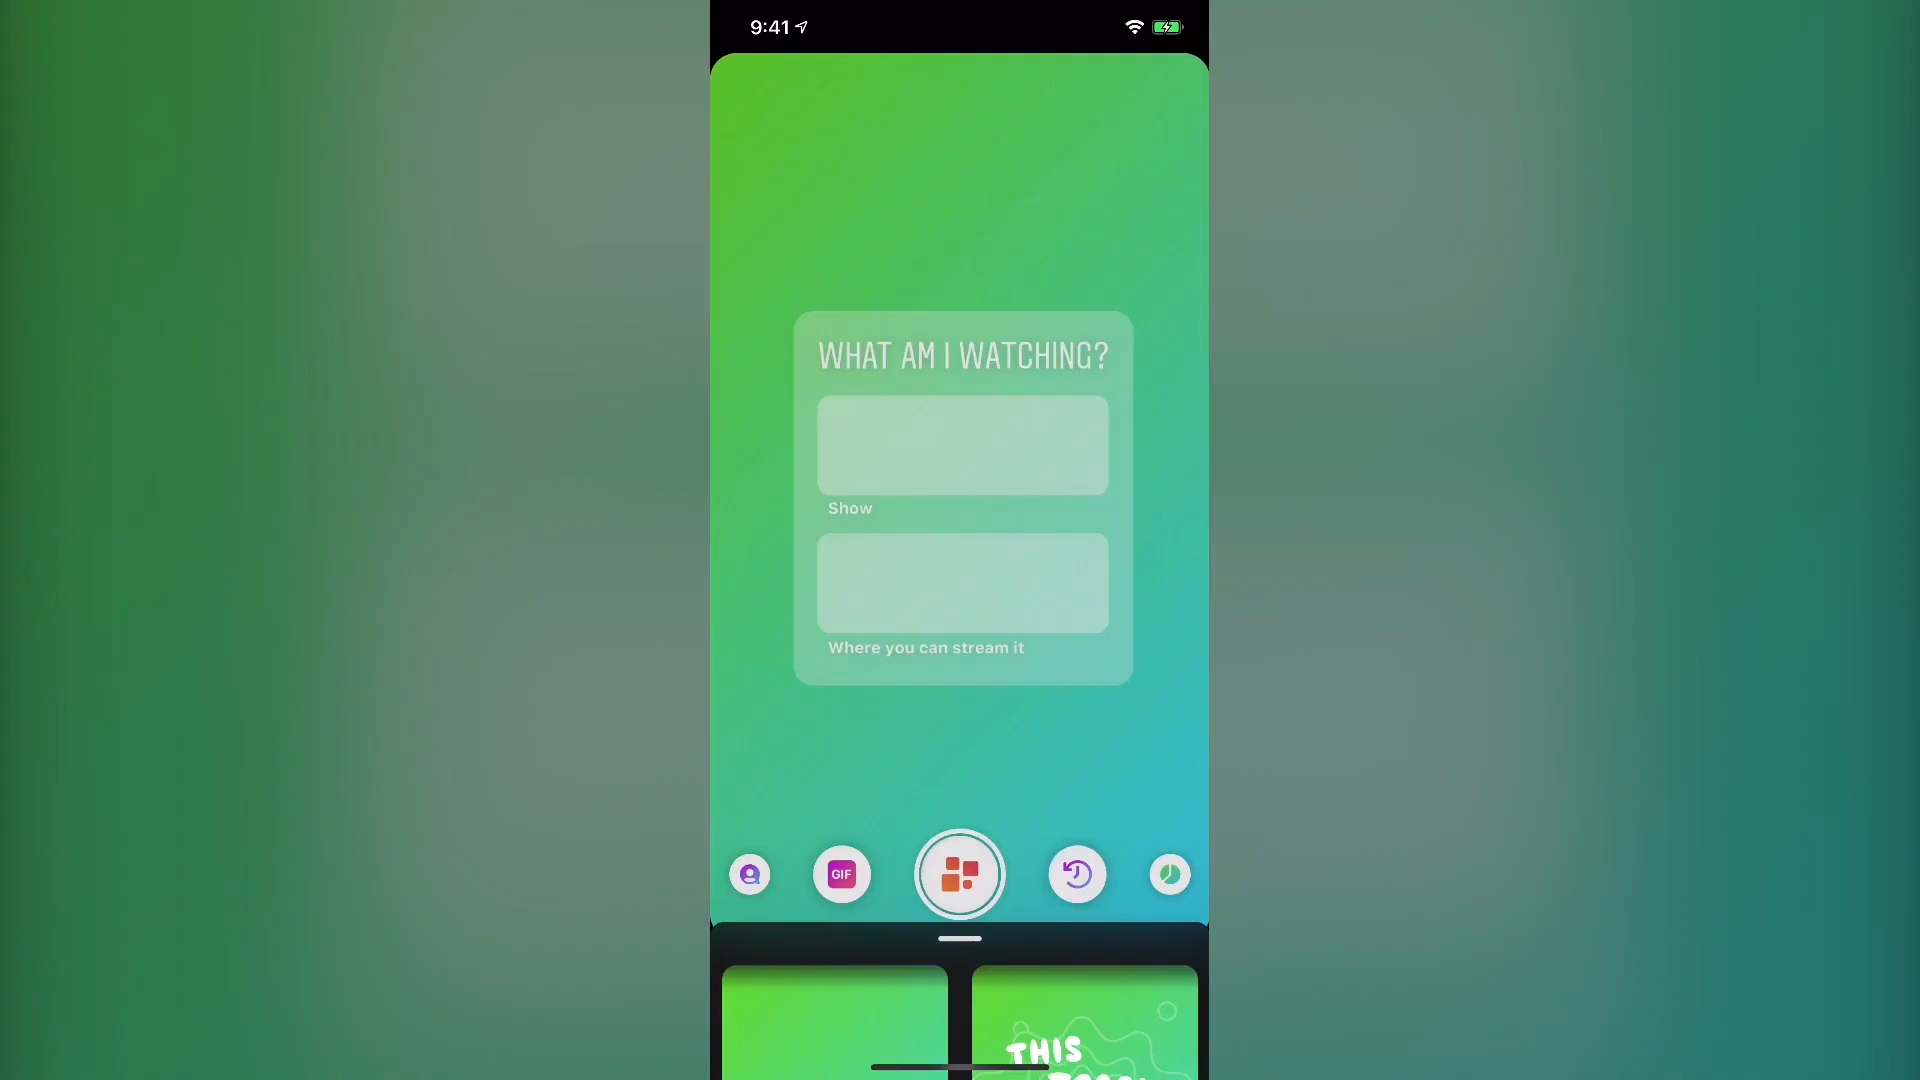 9:41
WHAT AM I WATCHING?
Show
Where you can stream it
GIF
THIS